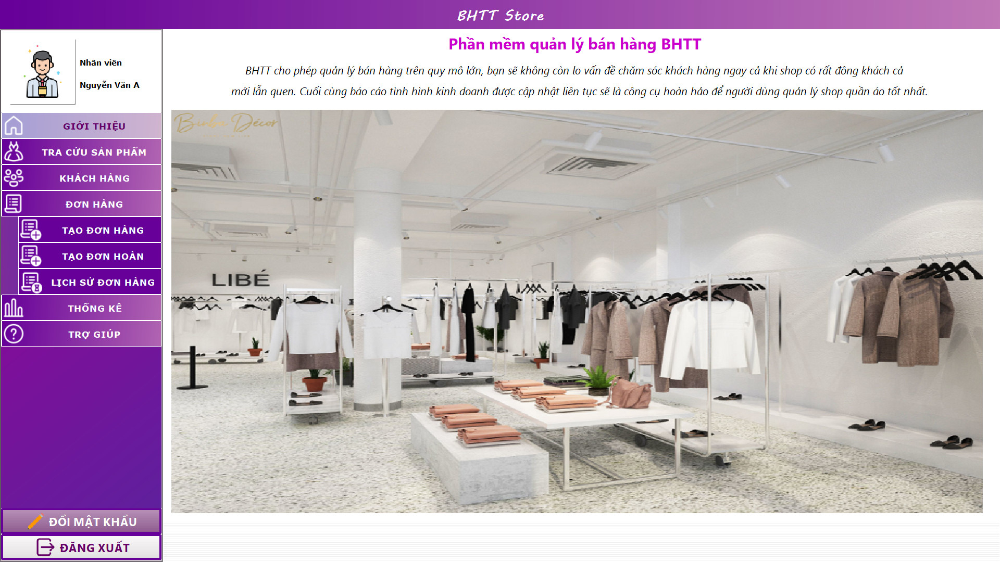 BHTT Store
Nhân viên
Nguyễn Văn A
GIỚI THIỆU
TRA CỨU SẢN PHẨM
KHÁCH HÀNG
ĐƠN HÀNG
TẠO ĐƠN HÀNG
TẠO ĐƠN HOÀN
LỊCH SỬ ĐƠN HÀNG
THỐNG KÊ
TRỢ GIÚP
ĐỔI MẬT KHẨU
ĐĂNG XUẤT
Phần mềm quản lý bán hàng BHTT
BHTT cho phép quản lý bán hàng trên quy mô lớn, bạn sẽ không còn lo vấn đề chăm sóc khách hàng ngay cả khi shop có rất đông khách cả
mới lẫn quen. Cuối cùng báo cáo tình hình kinh doanh được cập nhật liên tục sẽ là công cụ hoàn hảo để người dùng quản lý shop quần áo tốt nhất.
Décor
LIBÉ